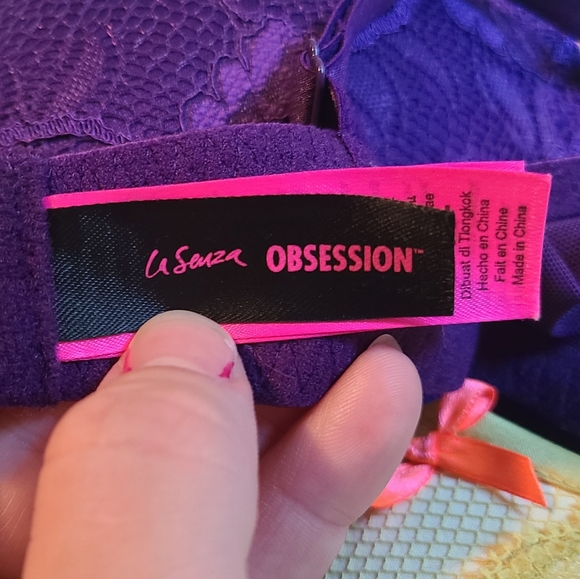 la Senza OBSESSION™
Dibuat di Tiongkok
Hecho en China
Fait en Chine
Made in China